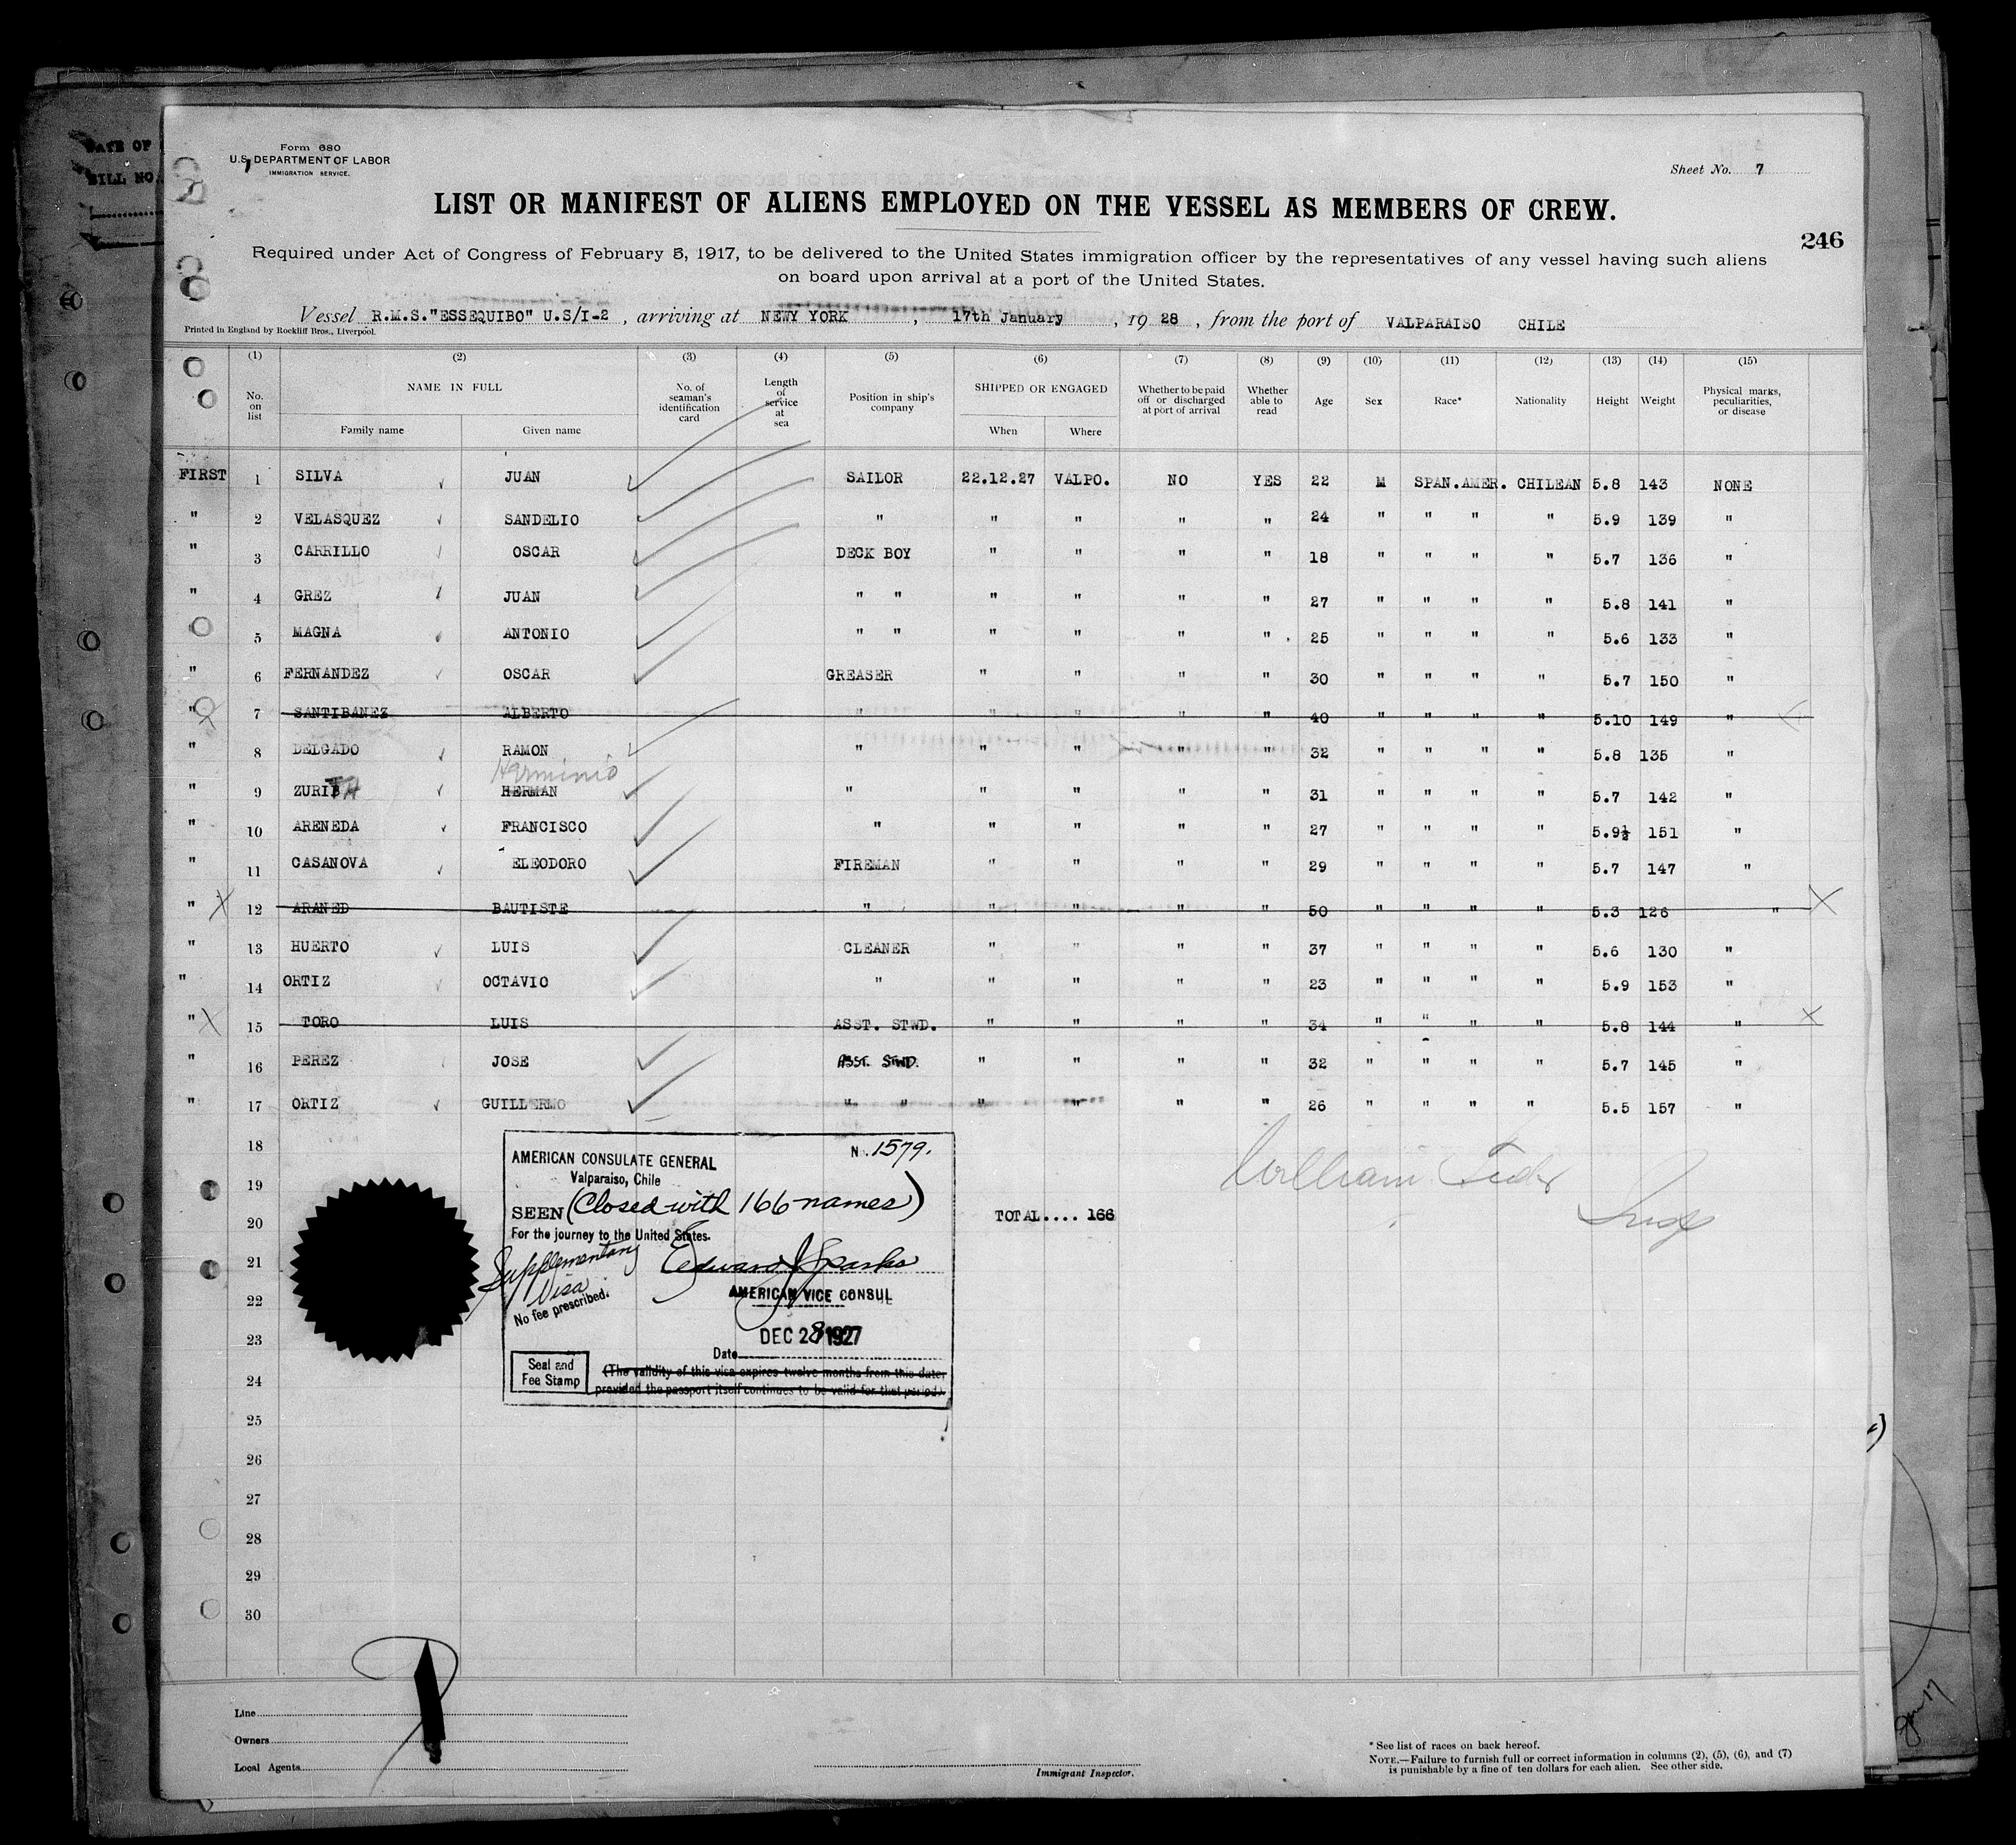 DATE OF
BILL NO.
Form 680
U.S. DEPARTMENT OF LABOR
IMMIGRATION SERVICE.
Sheet No. 7
LIST OR MANIFEST OF ALIENS EMPLOYED ON THE VESSEL AS MEMBERS OF CREW.
246
Required under Act of Congress of February 5, 1917, to be delivered to the United States immigration officer by the representatives of any vessel having such aliens
on board upon arrival at a port of the United States.
Vessel R.M.S."ESSEQUIBO" U.S/I-2, arriving at NEWY YORK, 17th January, 19 28, from the port of VALPARAISO CHILE
Printed in England by Rockliff Bros., Liverpool.
(1) (2) (3) (4) (5) (6) (7) (8) (9) (10) (11) (12) (13) (14) (15)
No. on list NAME IN FULL No. of seaman's identification card Length of service at sea Position in ship's company SHIPPED OR ENGAGED Whether to be paid off or discharged at port of arrival Whether able to read Age Sex Race* Nationality Height Weight Physical marks, peculiarities, or disease
Family name Given name When Where
FIRST 1 SILVA JUAN SAILOR 22.12.27 VALPO. NO YES 22 M SPAN.AMER. CHILEAN 5.8 143 NONE
" 2 VELASQUEZ SANDELIO " " " " " 24 " " " " 5.9 139 "
" 3 CARRILLO OSCAR DECK BOY " " " " 18 " " " " 5.7 136 "
" 4 GREZ JUAN " " " " " " 27 " " " " 5.8 141 "
5 MAGNA ANTONIO " " " " " " 25 " " " " 5.6 133 "
" 6 FERNANDEZ OSCAR GREASER " " " " 30 " " " " 5.7 150 "
" 7 SANTIBANEZ ALBERTO " " " " " 40 " " " " 5.10 149 "
" 8 DELGADO RAMON " " " " " 32 " " " " 5.8 135 "
Herminio
" 9 ZURITA HERMAN " " " " " 31 " " " " 5.7 142 "
" 10 ARENEDA FRANCISCO " " " " " 27 " " " " 5.9½ 151 "
" 11 CASANOVA ELEODORO FIREMAN " " " " 29 " " " " 5.7 147 "
" X 12 ARANED BAUTISTE " " " " " 50 " " " " 5.3 126 " X
" 13 HUERTO LUIS CLEANER " " " " 37 " " " " 5.6 130 "
" 14 ORTIZ OCTAVIO " " " " " 23 " " " " 5.9 153 "
" X 15 TORO LUIS ASST. STWD. " " " " 34 " " " " 5.8 144 " X
" 16 PEREZ JOSE ASST. STWD. " " " " 32 " " " " 5.7 145 "
" 17 ORTIZ GUILLERMO " " " " " " 26 " " " " 5.5 157 "
18
19
20
21
22
23
24
25
26
27
28
29
30
AMERICAN CONSULATE GENERAL No. 1579.
Valparaiso, Chile
SEEN (Closed with 166 names)
For the journey to the United States.
Supplementary Visa
No fee prescribed.
Edward J Sparks
AMERICAN VICE CONSUL
DEC 28 1927
Date
Seal and Fee Stamp
(The validity of this visa expires twelve months from this date,
provided the passport itself continues to be valid for that period).
TOTAL.... 166
William
Line
Owners
Local Agents
Immigrant Inspector.
* See list of races on back hereof.
NOTE.—Failure to furnish full or correct information in columns (2), (5), (6), and (7)
is punishable by a fine of ten dollars for each alien. See other side.
Jan 17